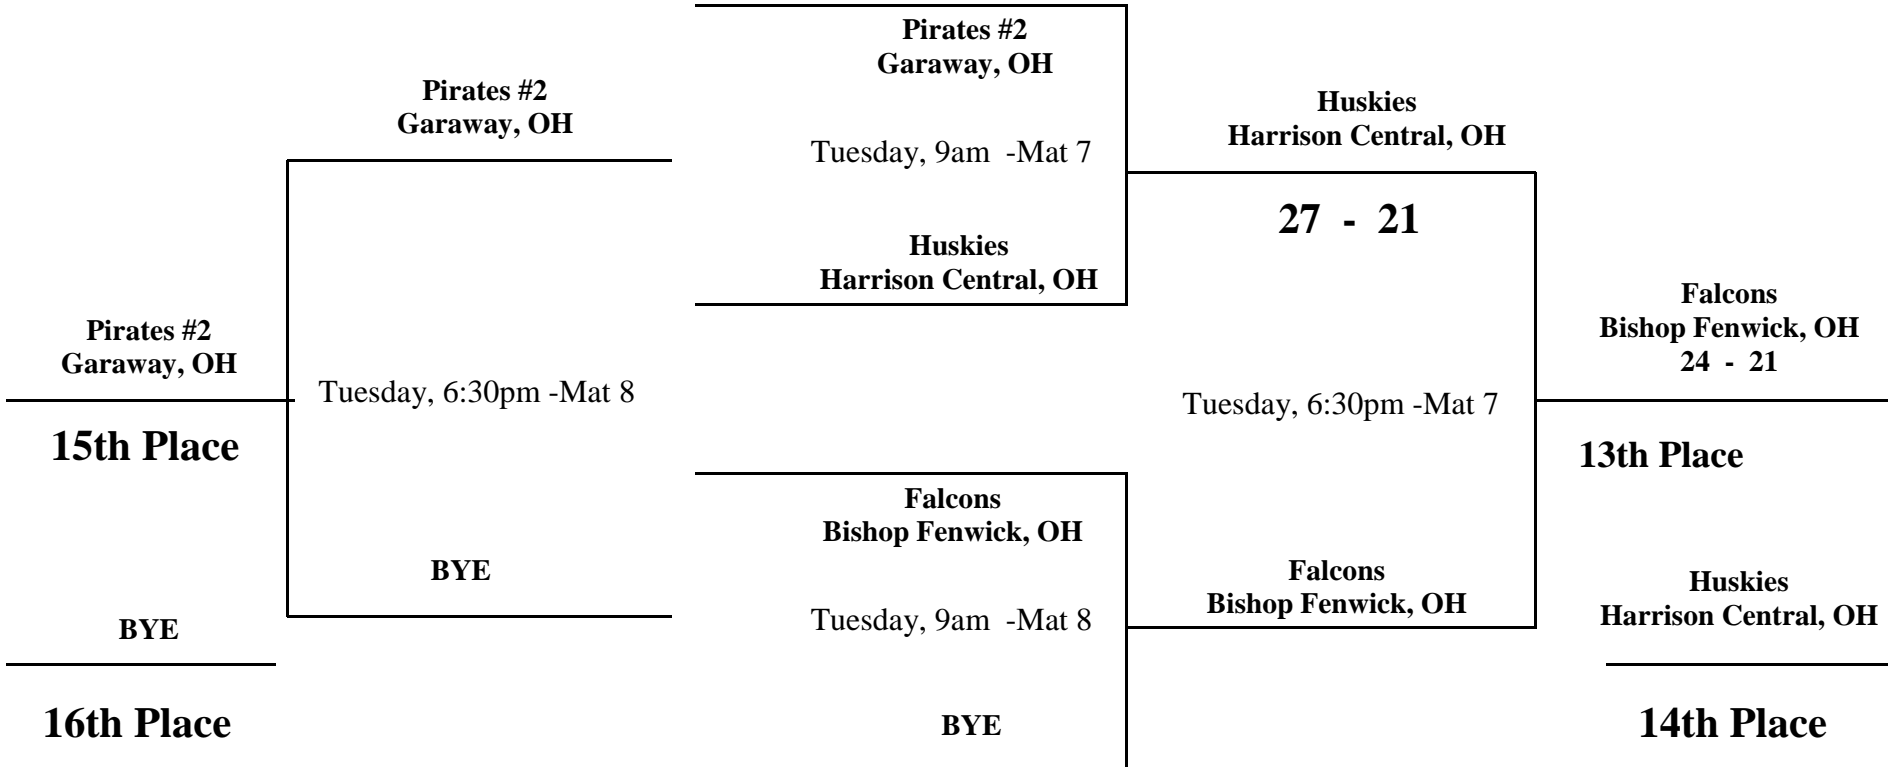 Pirates #2
Garaway, OH
15th Place
BYE
16th Place
Pirates #2
Garaway, OH
Tuesday, 6:30pm -Mat 8
BYE
Pirates #2
Garaway, OH
Tuesday, 9am -Mat 7
Huskies
Harrison Central, OH
Falcons
Bishop Fenwick, OH
Tuesday, 9am -Mat 8
BYE
Huskies
Harrison Central, OH
27 - 21
Tuesday, 6:30pm -Mat 7
Falcons
Bishop Fenwick, OH
Falcons
Bishop Fenwick, OH
24 - 21
13th Place
Huskies
Harrison Central, OH
14th Place